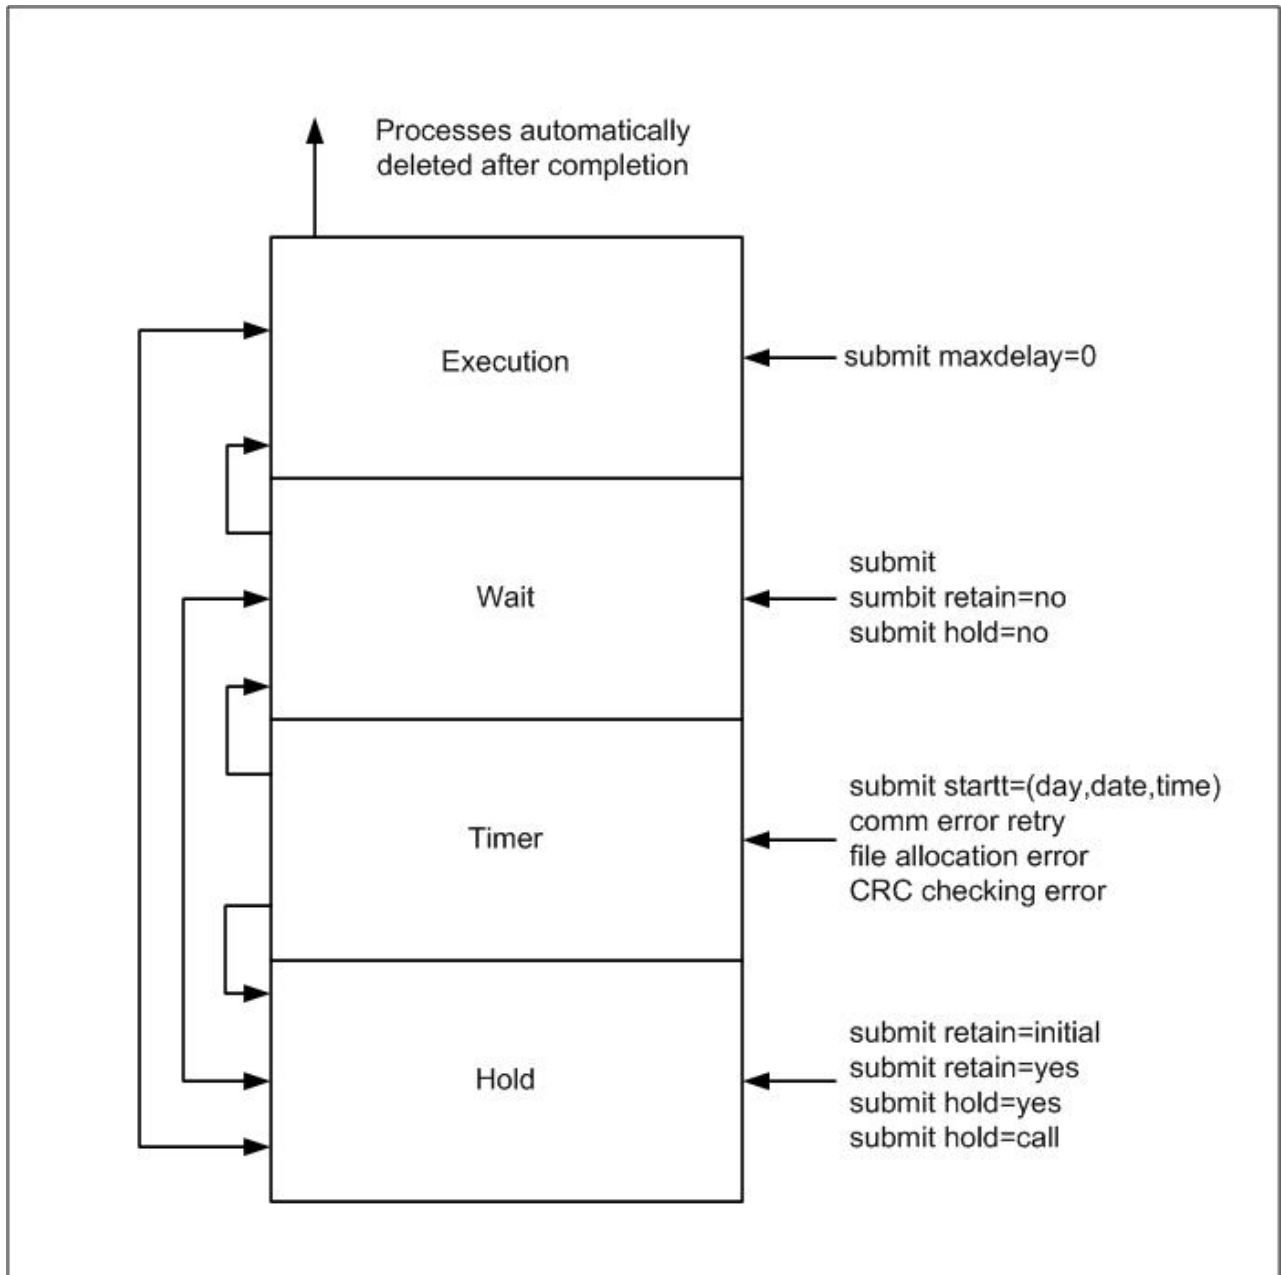 Processes automatically
deleted after completion
Execution
submit maxdelay=0
submit
sumbit retain=no
submit hold=no
Wait
submit startt=(day,date,time)
comm error retry
file allocation error
CRC checking error
Timer
submit retain=initial
submit retain=yes
submit hold=yes
submit hold=call
Hold